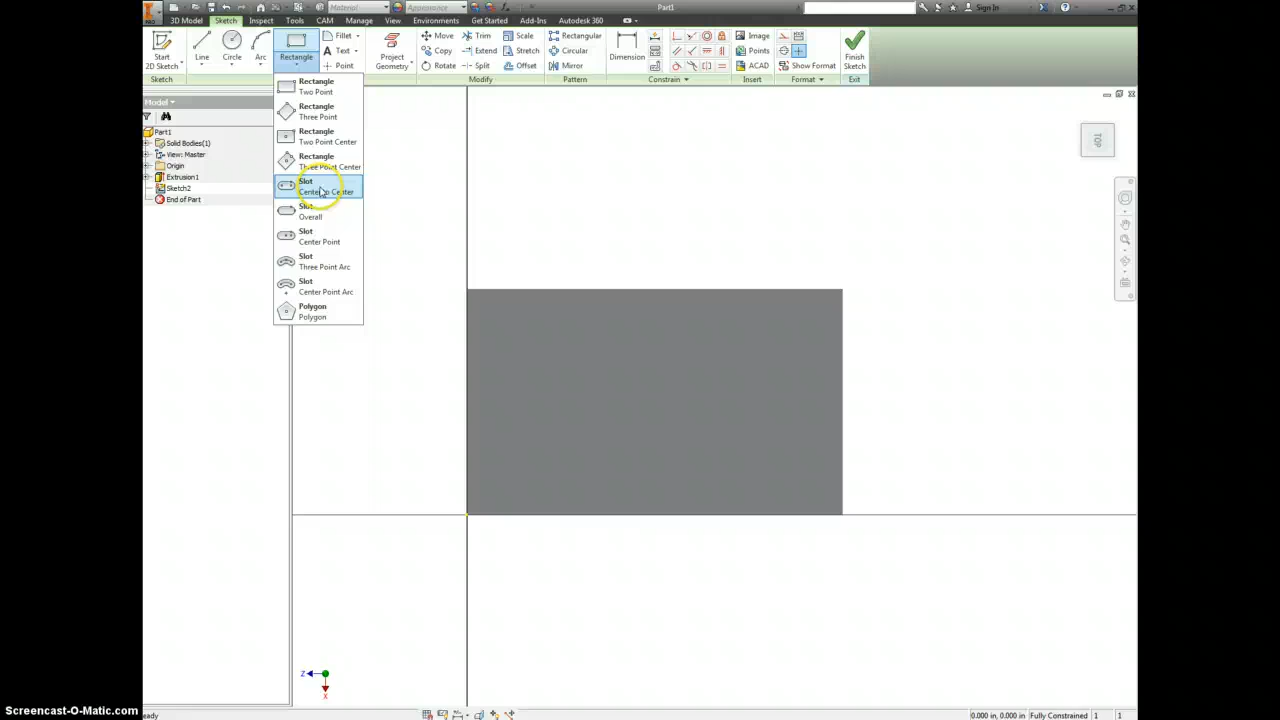 Material
Appearance
Part1
Sign In
PRO
3D Model Sketch Inspect Tools CAM Manage View Environments Get Started Add-Ins Autodesk 360
Start
2D Sketch
Line
Circle
Arc
Rectangle
Fillet
Text
Point
Project
Geometry
Move
Copy
Rotate
Trim
Extend
Split
Scale
Stretch
Offset
Rectangular
Circular
Mirror
Dimension
Image
Points
ACAD
Show Format
Finish
Sketch
Sketch
Modify
Pattern
Constrain
Insert
Format
Exit
Model
Part1
Solid Bodies(1)
View: Master
Origin
Extrusion1
Sketch2
End of Part
Rectangle
Two Point
Rectangle
Three Point
Rectangle
Two Point Center
Rectangle
Three Point Center
Slot
Center to Center
Slot
Overall
Slot
Center Point
Slot
Three Point Arc
Slot
Center Point Arc
Polygon
Polygon
TOP
Z
X
Screencast-O-Matic.com
eady
0.000 in, 0.000 in Fully Constrained 1 1